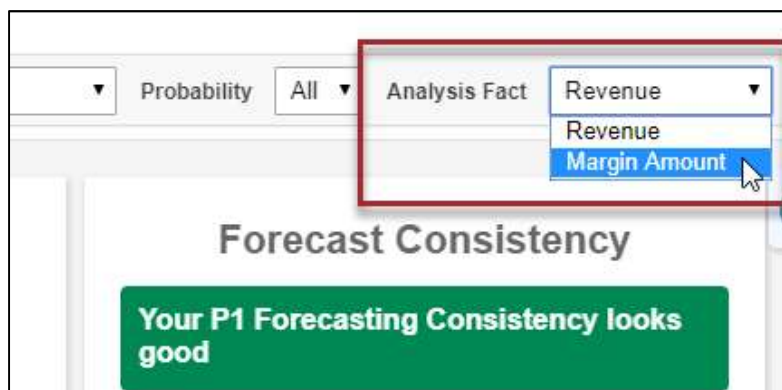 Probability All Analysis Fact Revenue
Revenue
Margin Amount
Forecast Consistency
Your P1 Forecasting Consistency looks
good